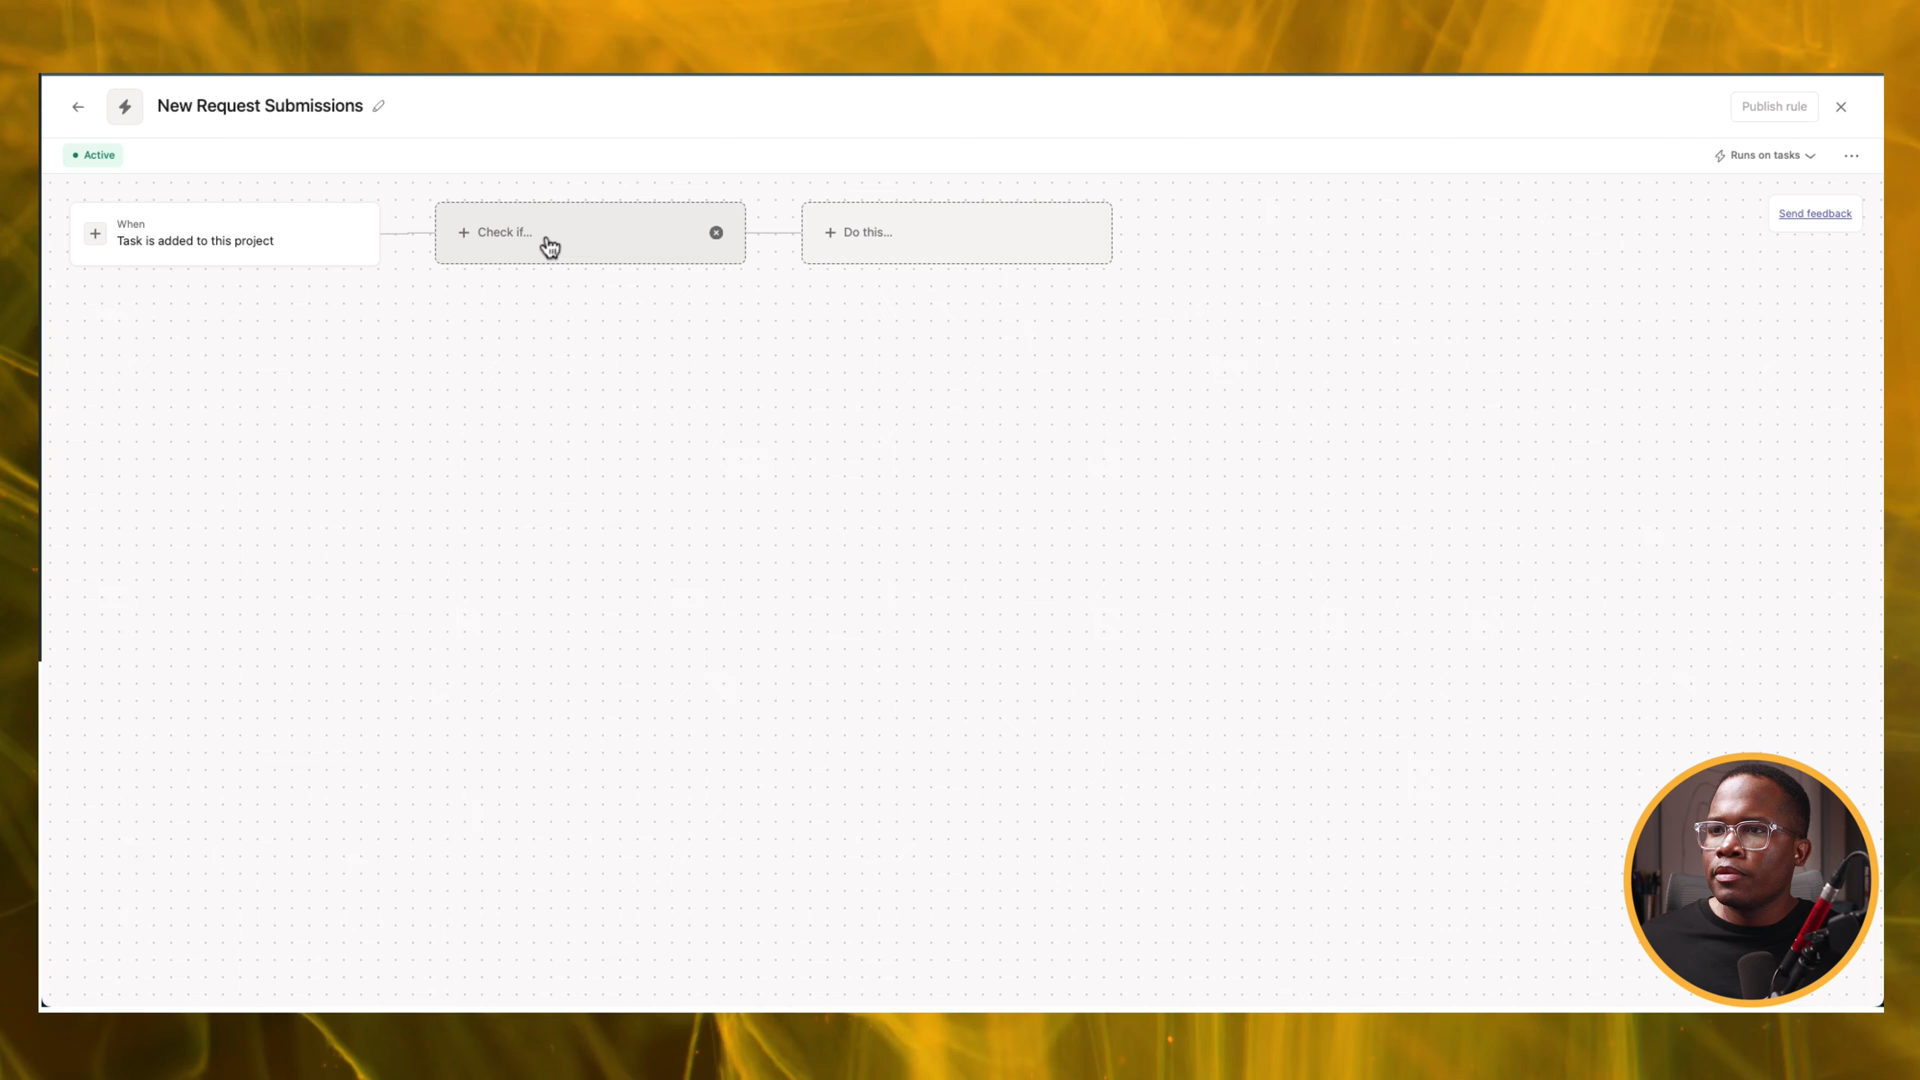 New Request Submissions
Publish rule
Active
Runs on tasks
When
Task is added to this project
Check if...
Do this...
Send feedback